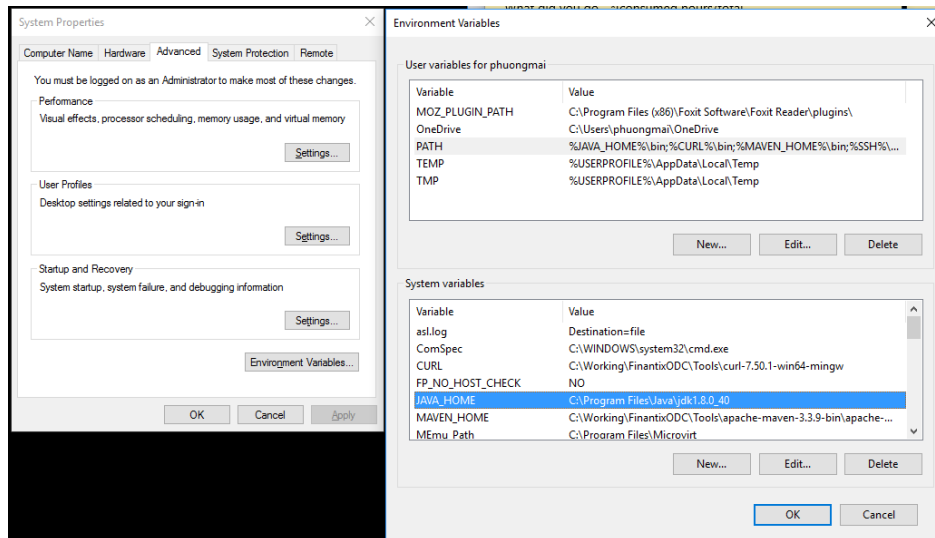 What did you do - %consumed hours/total
System Properties
Computer Name Hardware Advanced System Protection Remote
You must be logged on as an Administrator to make most of these changes.
Performance
Visual effects, processor scheduling, memory usage, and virtual memory
Settings...
User Profiles
Desktop settings related to your sign-in
Settings...
Startup and Recovery
System startup, system failure, and debugging information
Settings...
Environment Variables...
OK Cancel Apply
Environment Variables
User variables for phuongmai
Variable Value
MOZ_PLUGIN_PATH C:\Program Files (x86)\Foxit Software\Foxit Reader\plugins\
OneDrive C:\Users\phuongmai\OneDrive
PATH %JAVA_HOME%\bin;%CURL%\bin;%MAVEN_HOME%\bin;%SSH%\...
TEMP %USERPROFILE%\AppData\Local\Temp
TMP %USERPROFILE%\AppData\Local\Temp
New... Edit... Delete
System variables
Variable Value
asl.log Destination=file
ComSpec C:\WINDOWS\system32\cmd.exe
CURL C:\Working\FinantixODC\Tools\curl-7.50.1-win64-mingw
FP_NO_HOST_CHECK NO
JAVA_HOME C:\Program Files\Java\jdk1.8.0_40
MAVEN_HOME C:\Working\FinantixODC\Tools\apache-maven-3.3.9-bin\apache-...
MEmu_Path C:\Program Files\Microvirt
New... Edit... Delete
OK Cancel